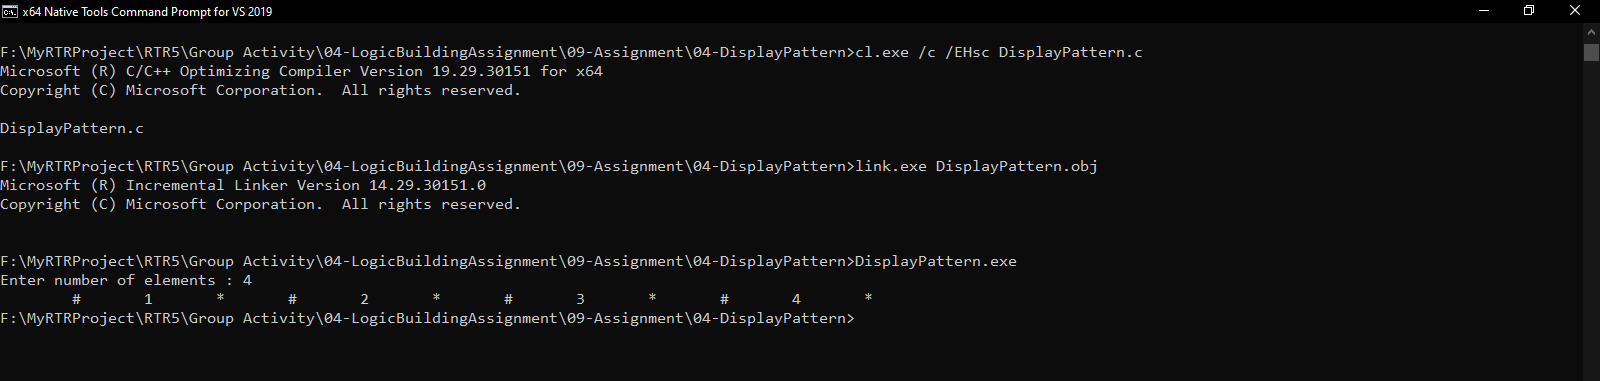 x64 Native Tools Command Prompt for VS 2019
F:\MyRTRProject\RTR5\Group Activity\04-LogicBuildingAssignment\09-Assignment\04-DisplayPattern>cl.exe /c /EHsc DisplayPattern.c
Microsoft (R) C/C++ Optimizing Compiler Version 19.29.30151 for x64
Copyright (C) Microsoft Corporation.  All rights reserved.
DisplayPattern.c
F:\MyRTRProject\RTR5\Group Activity\04-LogicBuildingAssignment\09-Assignment\04-DisplayPattern>link.exe DisplayPattern.obj
Microsoft (R) Incremental Linker Version 14.29.30151.0
Copyright (C) Microsoft Corporation.  All rights reserved.
F:\MyRTRProject\RTR5\Group Activity\04-LogicBuildingAssignment\09-Assignment\04-DisplayPattern>DisplayPattern.exe
Enter number of elements : 4
        #       1       *       #       2       *       #       3       *       #       4       *
F:\MyRTRProject\RTR5\Group Activity\04-LogicBuildingAssignment\09-Assignment\04-DisplayPattern>